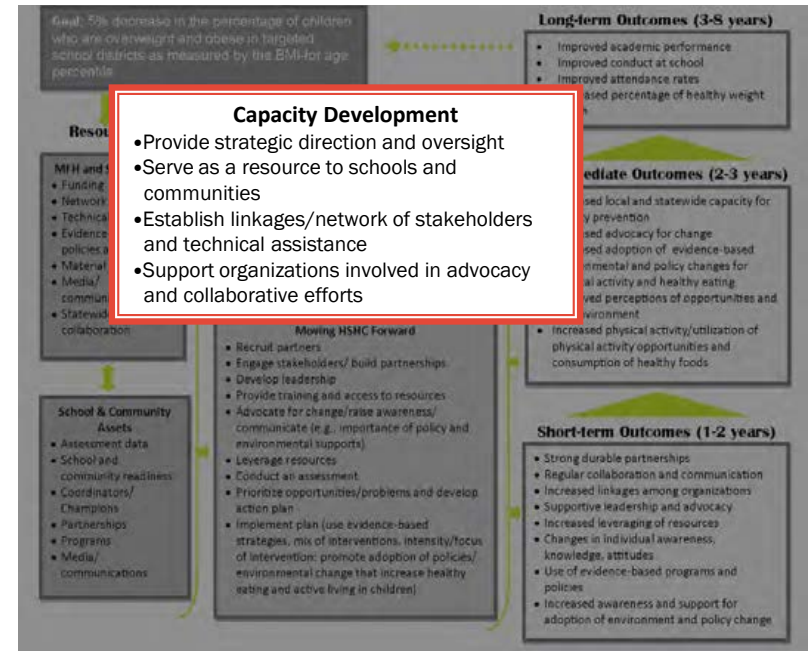 Goal: 5% decrease in the percentage of children
who are overweight and obese in targeted
school districts as measured by the BMI-for age
percentile
Long-term Outcomes (3-8 years)
• Improved academic performance
• Improved conduct at school
• Improved attendance rates
percentage of healthy weight
Capacity Development
•Provide strategic direction and oversight
•Serve as a resource to schools and
communities
•Establish linkages/network of stakeholders
and technical assistance
•Support organizations involved in advocacy
and collaborative efforts
MFH and
• Funding
• Network
• Technical
• Evidence
policies
• Material
• Media/
• Statewide
collaboration
School & Community
Assets
• Assessment data
• School and
community readiness
• Coordinators/
Champions
• Partnerships
• Programs
• Media/
communications
Moving HSHC Forward
• Recruit partners
• Engage stakeholders/ build partnerships
• Develop leadership
• Provide training and access to resources
• Advocate for change/raise awareness/
communicate (e.g., importance of policy and
environmental supports)
• Leverage resources
• Conduct an assessment
• Prioritize opportunities/problems and develop
action plan
• Implement plan (use evidence-based
strategies, mix of interventions, intensity/focus
of intervention: promote adoption of policies/
environmental change that increase healthy
eating and active living in children)
Outcomes (2-3 years)
local and statewide capacity for
prevention
advocacy for change
adoption of evidence-based
and policy changes for
activity and healthy eating
perceptions of opportunities and
• Increased physical activity/utilization of
physical activity opportunities and
consumption of healthy foods
Short-term Outcomes (1-2 years)
• Strong durable partnerships
• Regular collaboration and communication
• Increased linkages among organizations
• Supportive leadership and advocacy
• Increased leveraging of resources
• Changes in individual awareness,
knowledge, attitudes
• Use of evidence-based programs and
policies
• Increased awareness and support for
adoption of environment and policy change